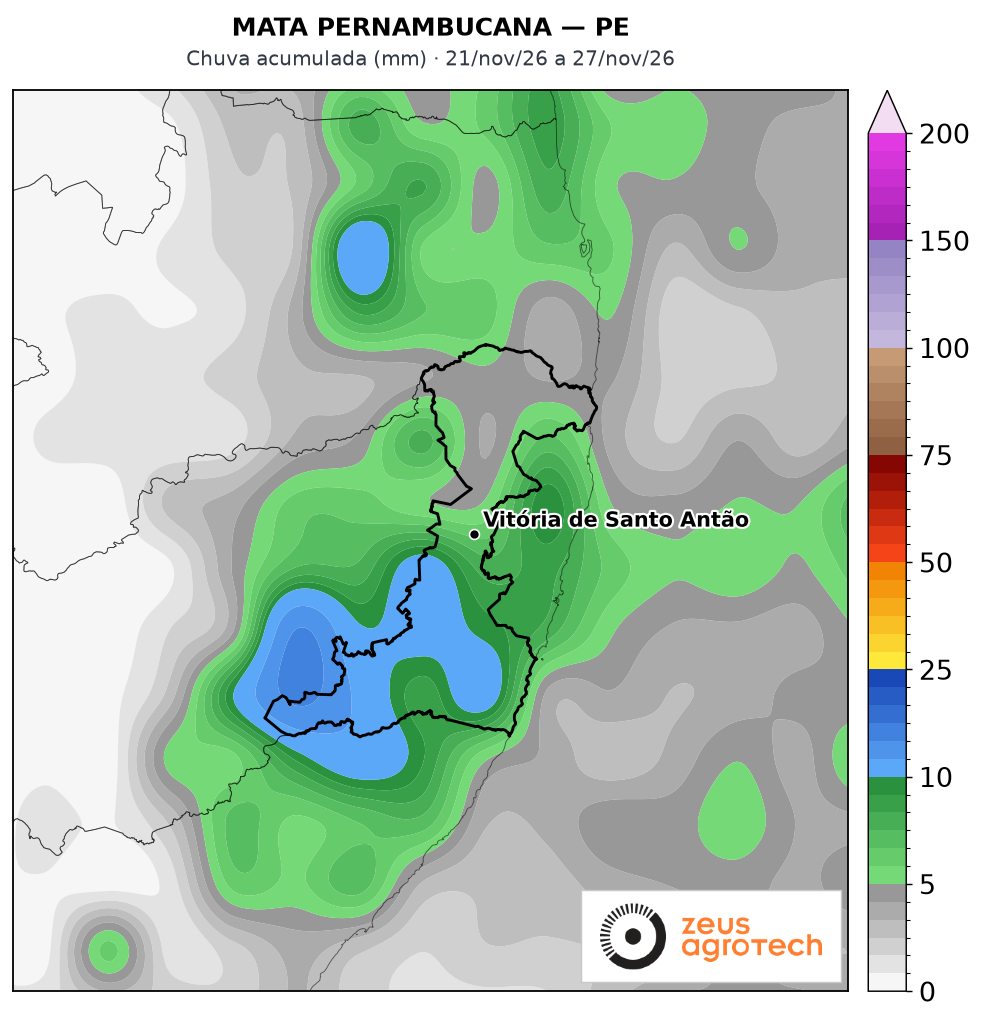 MATA PERNAMBUCANA — PE
Chuva acumulada (mm) · 21/nov/26 a 27/nov/26
200
150
100
75
50
25
10
5
0
Vitória de Santo Antão
zeus
agrotech